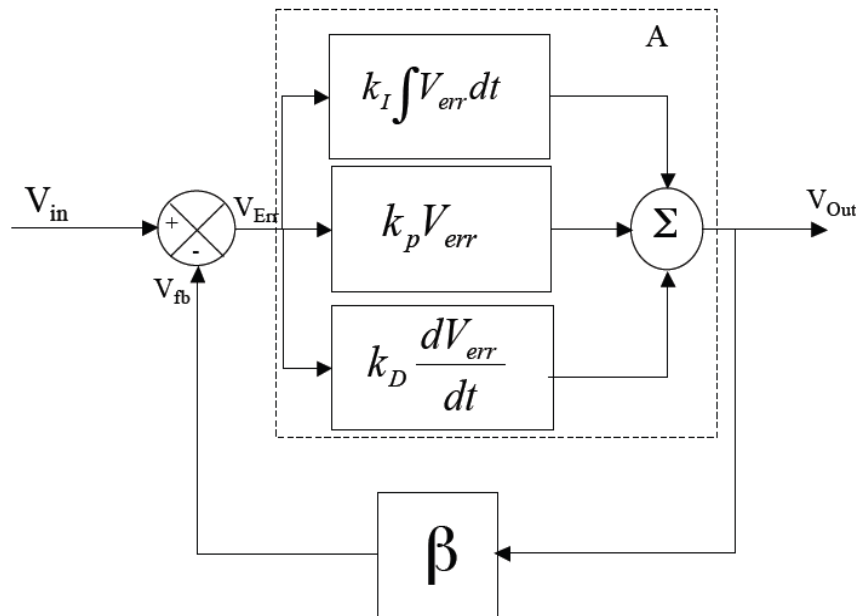 A
k_I ∫V_err dt
V_in
+
-
V_Err
k_p V_err
Σ
V_Out
V_fb
k_D dV_err/dt
β